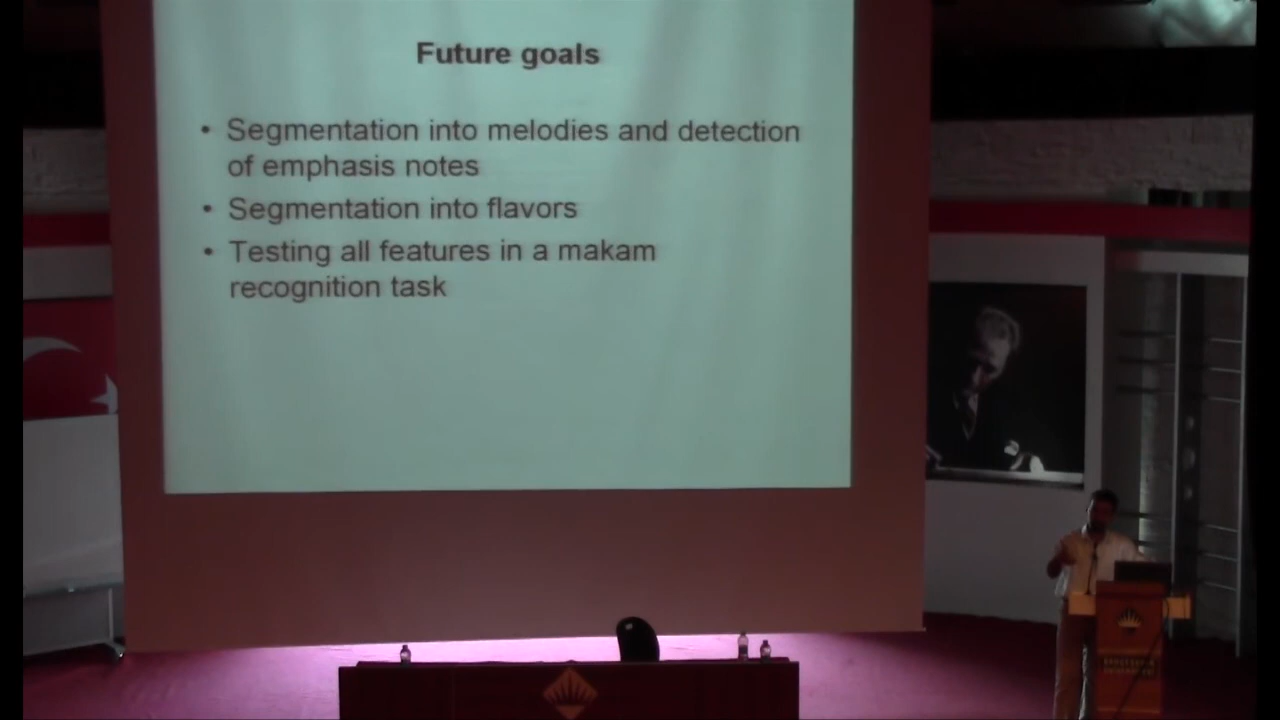 Future goals
• Segmentation into melodies and detection
of emphasis notes
• Segmentation into flavors
• Testing all features in a makam
recognition task